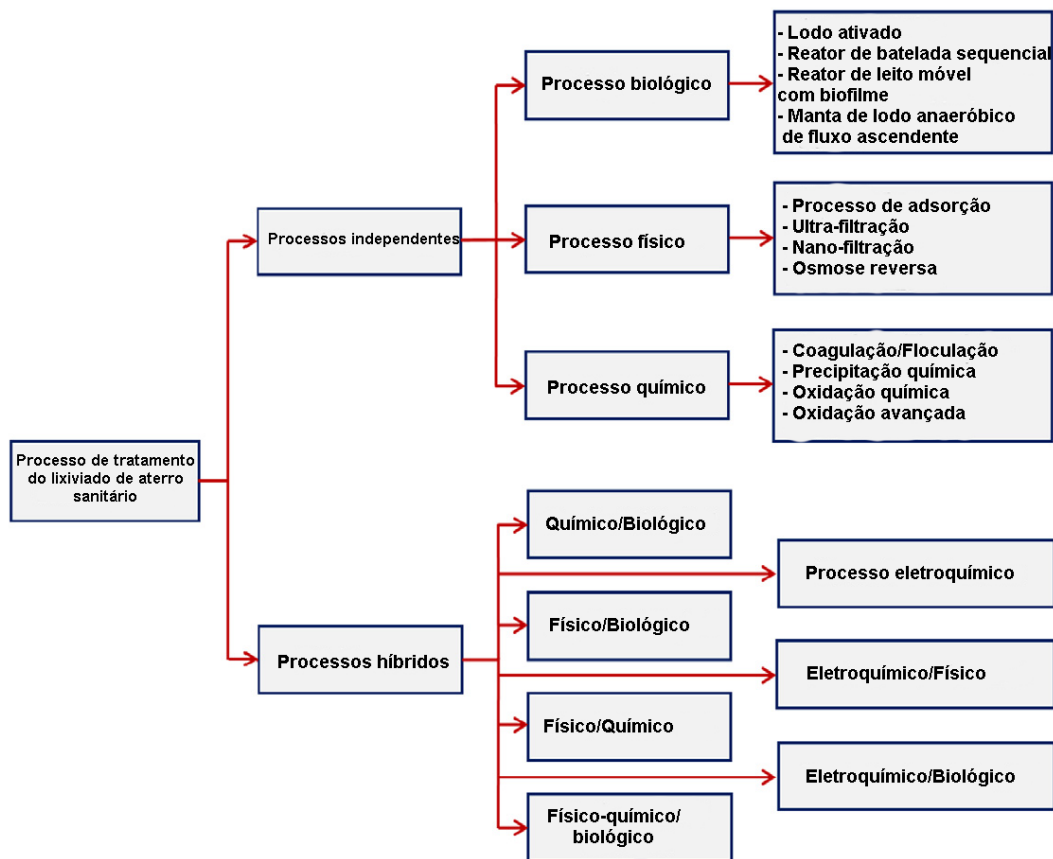 Processo de tratamento
do lixiviado de aterro
sanitário
Processos independentes
Processo biológico
- Lodo ativado
- Reator de batelada sequencial
- Reator de leito móvel
com biofilme
- Manta de lodo anaeróbico
de fluxo ascendente
Processo físico
- Processo de adsorção
- Ultra-filtração
- Nano-filtração
- Osmose reversa
Processo químico
- Coagulação/Floculação
- Precipitação química
- Oxidação química
- Oxidação avançada
Processos híbridos
Químico/Biológico
Processo eletroquímico
Físico/Biológico
Eletroquímico/Físico
Físico/Químico
Eletroquímico/Biológico
Físico-químico/
biológico